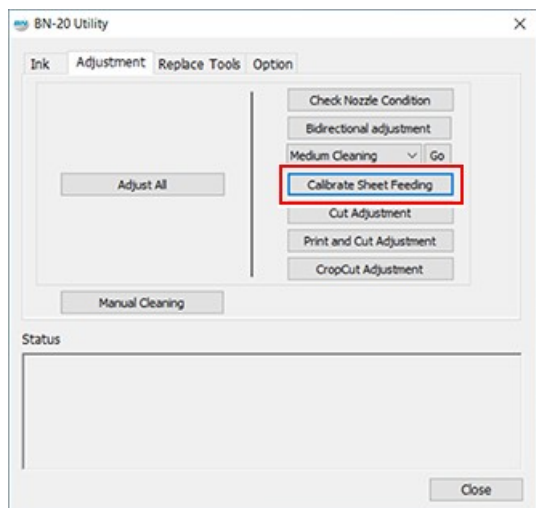 BN-20 Utility
Ink Adjustment Replace Tools Option
Check Nozzle Condition
Bidirectional adjustment
Medium Cleaning Go
Adjust All
Calibrate Sheet Feeding
Cut Adjustment
Print and Cut Adjustment
CropCut Adjustment
Manual Cleaning
Status
Close